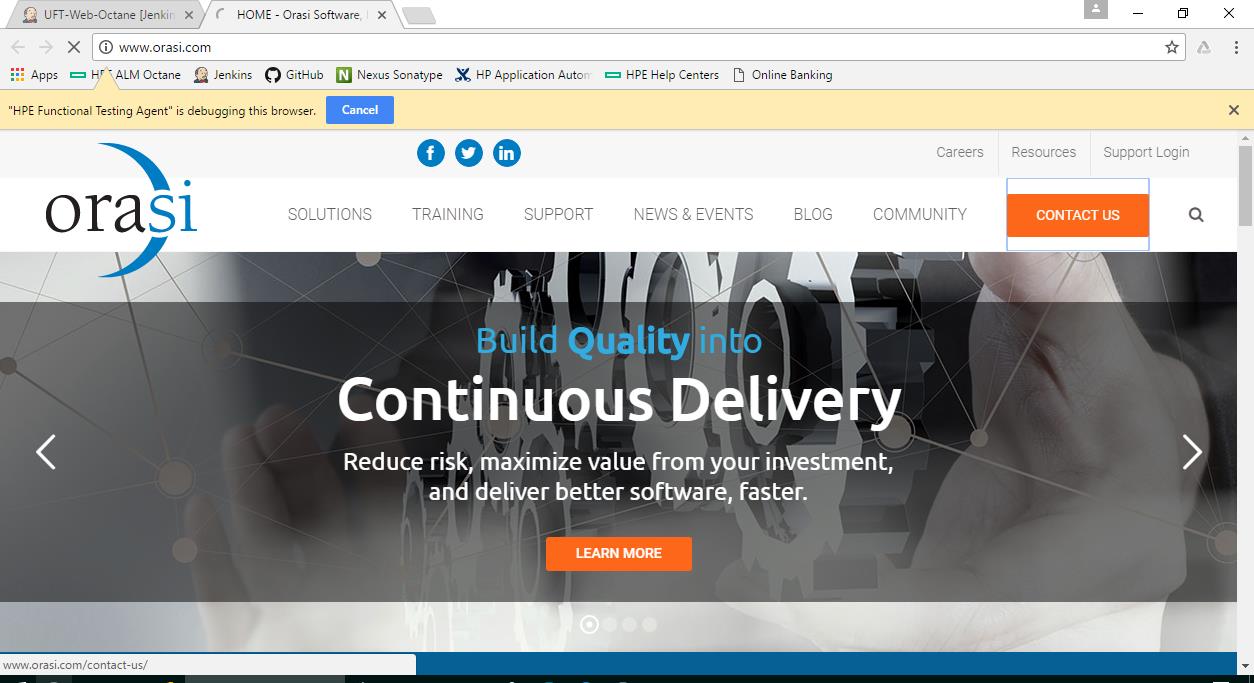 UFT-Web-Octane [Jenkin
HOME - Orasi Software,
www.orasi.com
Apps
HPE ALM Octane
Jenkins
GitHub
Nexus Sonatype
HP Application Autom
HPE Help Centers
Online Banking
"HPE Functional Testing Agent" is debugging this browser.
Cancel
Careers
Resources
Support Login
orasi
SOLUTIONS
TRAINING
SUPPORT
NEWS & EVENTS
BLOG
COMMUNITY
CONTACT US
Build Quality into
Continuous Delivery
Reduce risk, maximize value from your investment,
and deliver better software, faster.
LEARN MORE
www.orasi.com/contact-us/